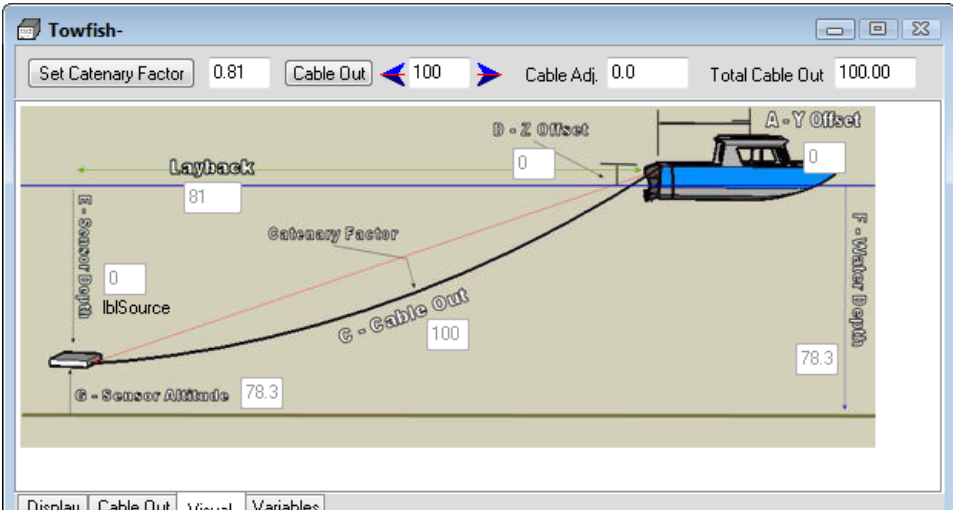 Towfish-
Set Catenary Factor 0.81 Cable Out 100 Cable Adj. 0.0 Total Cable Out 100.00
D - Z Offset
A - Y Offset
0
0
Layback
81
E - Sensor Depth
Catenary Factor
F - Water Depth
0
lblSource
C - Cable Out
100
78.3
G - Sensor Altitude 78.3
Display Cable Out Visual Variables